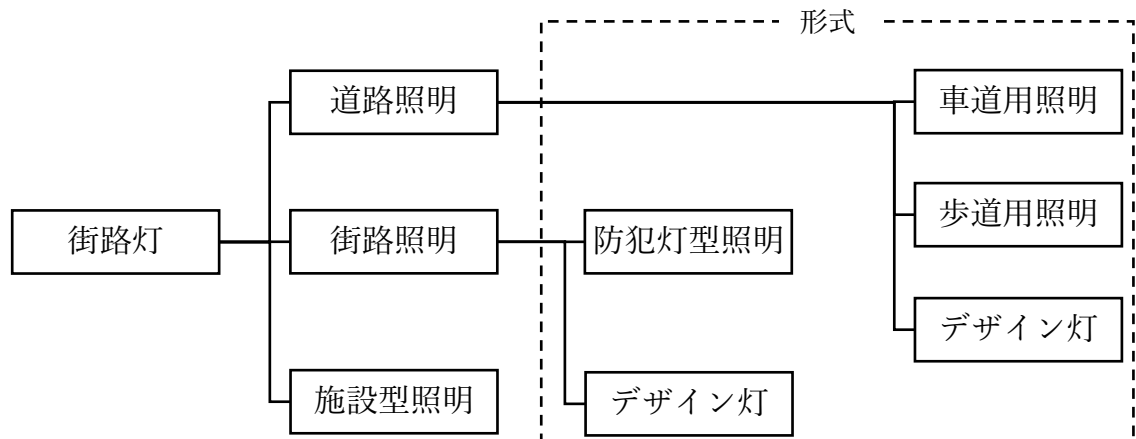 形式
道路照明
車道用照明
歩道用照明
街路灯
街路照明
防犯灯型照明
デザイン灯
施設型照明
デザイン灯